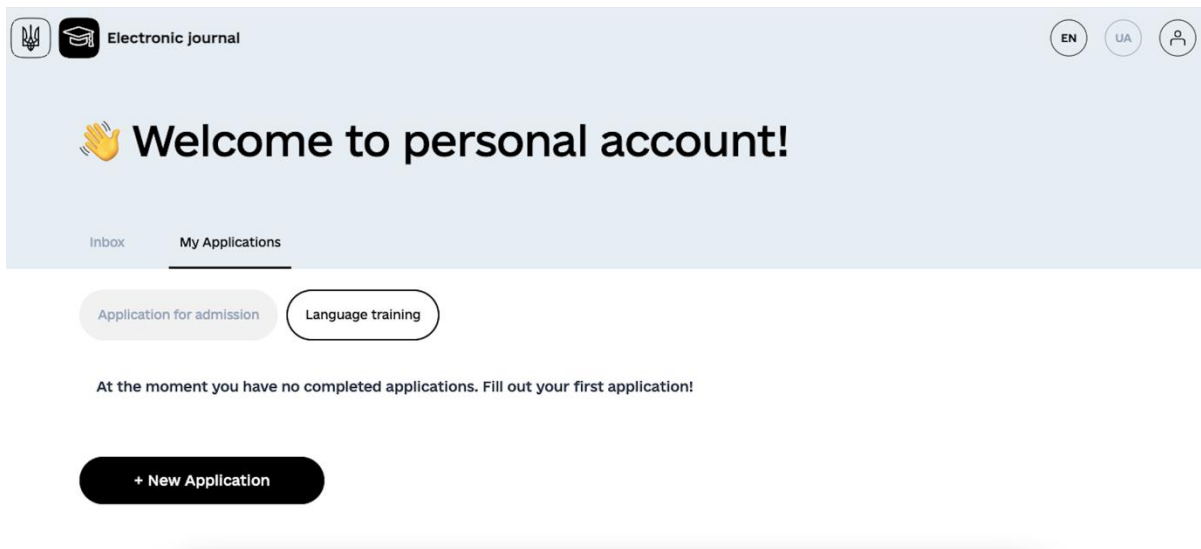 Electronic journal
EN UA
Welcome to personal account!
Inbox My Applications
Application for admission Language training
At the moment you have no completed applications. Fill out your first application!
+ New Application